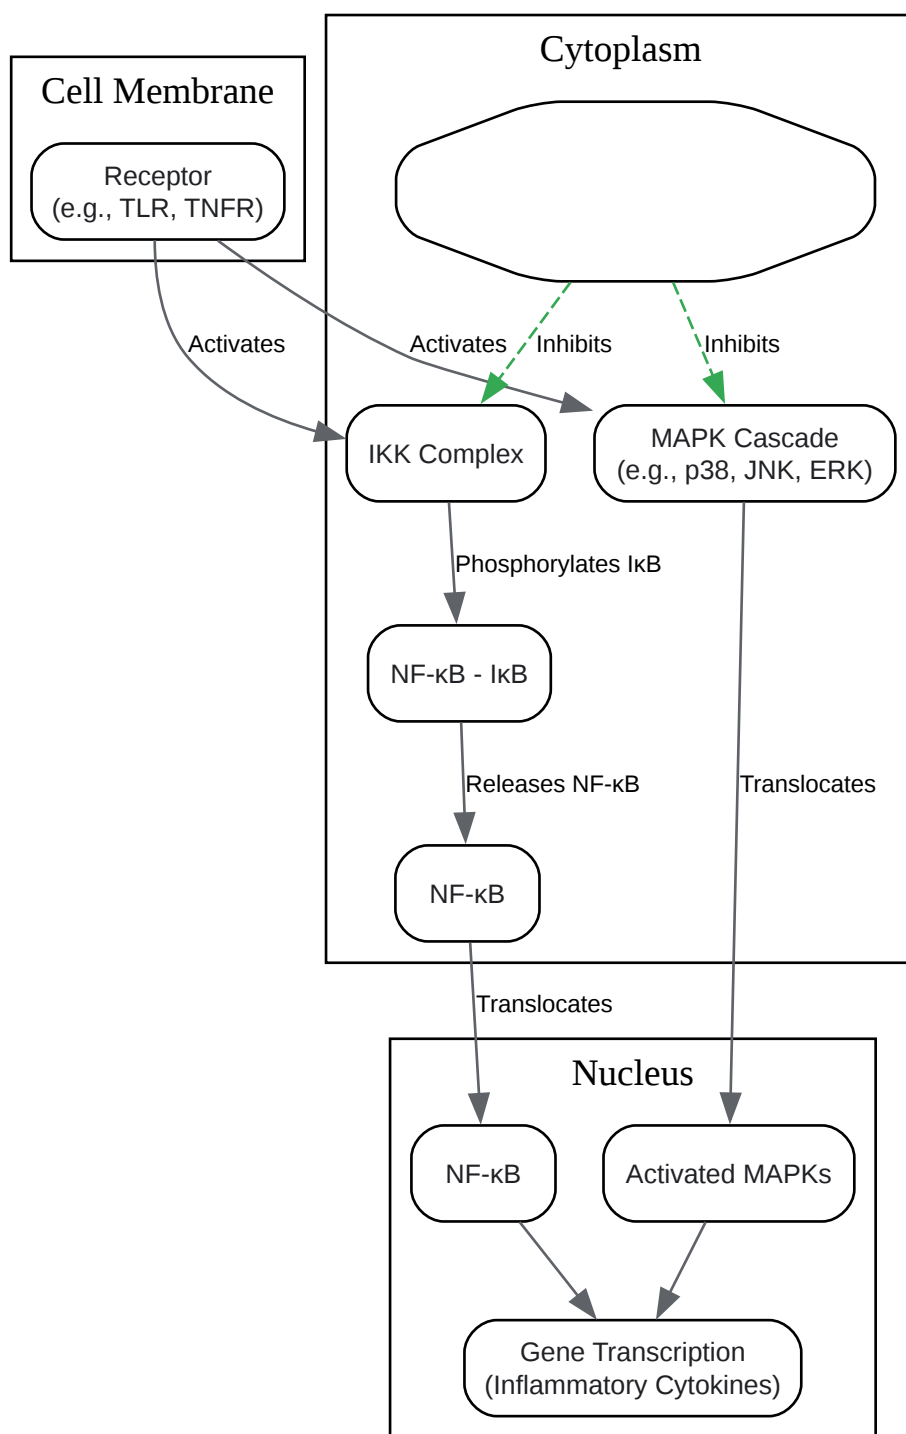 Cytoplasm
Cell Membrane
Receptor
(e.g., TLR, TNFR)
Activates
Activates
Inhibits
Inhibits
IKK Complex
MAPK Cascade
(e.g., p38, JNK, ERK)
Phosphorylates IκB
NF-κB - IκB
Releases NF-κB
Translocates
NF-κB
Translocates
Nucleus
NF-κB
Activated MAPKs
Gene Transcription
(Inflammatory Cytokines)